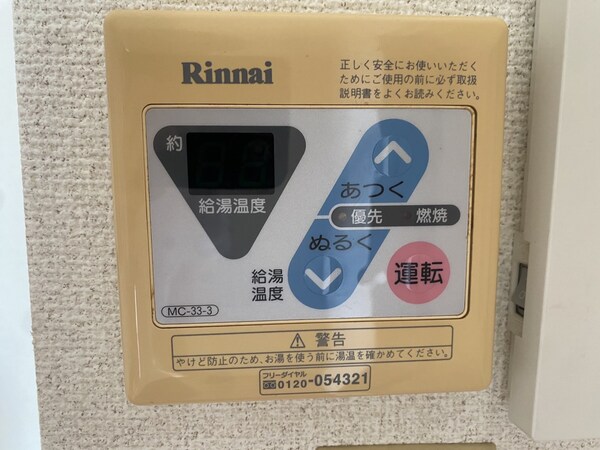 Rinnai
正しく安全にお使いいただく
ためにご使用の前に必ず取扱
説明書をよくお読みください。
約
給湯温度
あつく
優先 燃焼
ぬるく
給湯
温度
運転
MC-33-3
⚠ 警告
やけど防止のため、お湯を使う前に湯温を確かめてください。
フリーダイヤル
0120-054321